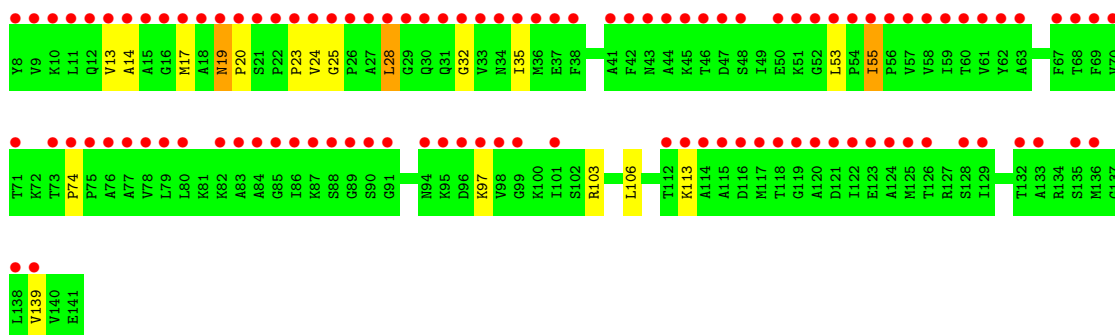 Y8 V9 K10 L11 Q12 V13 A14 A15 G16 M17 A18 N19 P20 S21 P22 P23 V24 G25 P26 A27 L28 G29 Q30 Q31 G32 V33 N34 I35 M36 E37 F38 A41 F42 N43 A44 K45 T46 D47 S48 I49 E50 K51 G52 L53 P54 I55 P56 V57 V58 I59 T60 V61 Y62 A63 F67 T68 F69 V70
T71 K72 T73 P74 P75 A76 A77 V78 L79 L80 K81 K82 A83 A84 G85 I86 K87 S88 G89 S90 G91 N94 K95 D96 K97 V98 G99 K100 I101 S102 R103 L106 T112 K113 A114 A115 D116 M117 T118 G119 A120 D121 I122 E123 A124 M125 T126 R127 S128 I129 T132 A133 R134 S135 M136 G137
L138 V139 V140 E141